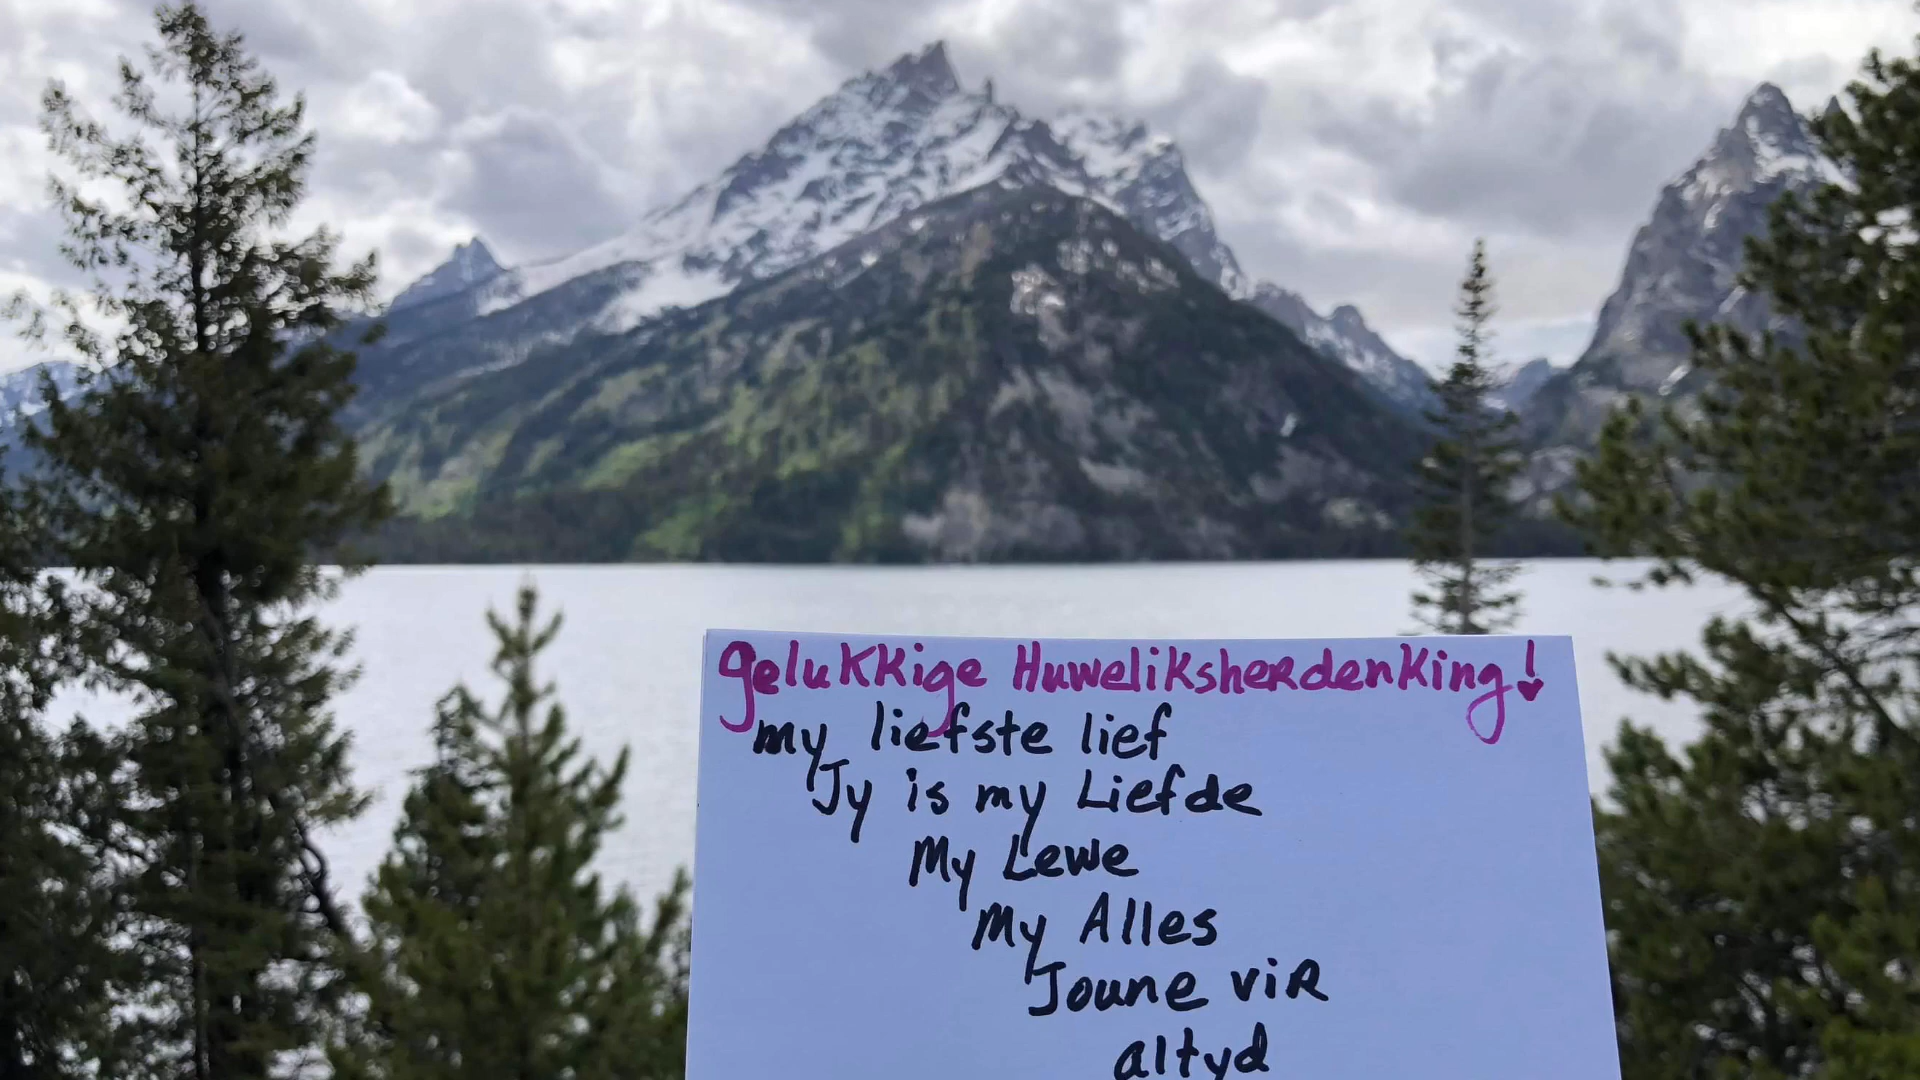 Gelukkige Huweliksherdenking!
my liefste lief
Jy is my Liefde
My Lewe
My Alles
Joune vir
altyd